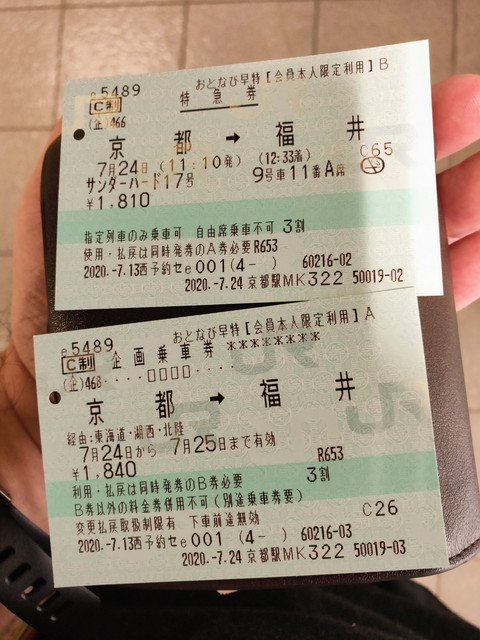 e5489
おとなび早特【会員本人限定利用】B
C制
特急券
(企)466
京都 → 福井
7月24日 (11:10発) (12:33着) C65
サンダーバード17号 9号車11番A席
¥1,810
指定列車のみ乗車可 自由席乗車不可 3割
使用・払戻は同時発券のA券必要 R653
2020.-7.13西予約セe001(4- ) 60216-02
2020.-7.24 京都駅MK322 50019-02
おとなび早特【会員本人限定利用】A
e5489
C制 企画乗車券 ********
(企)468‥‥□□□□‥‥‥
京都 → 福井
経由:東海道・湖西・北陸
7月24日から 7月25日まで有効
¥1,840 R653
利用・払戻は同時発券のB券必要 3割
B券以外の料金券併用不可(別途乗車券要)
C26
変更払戻取扱制限有 下車前途無効
2020.-7.13西予約セe001(4- ) 60216-03
2020.-7.24 京都駅MK322 50019-03